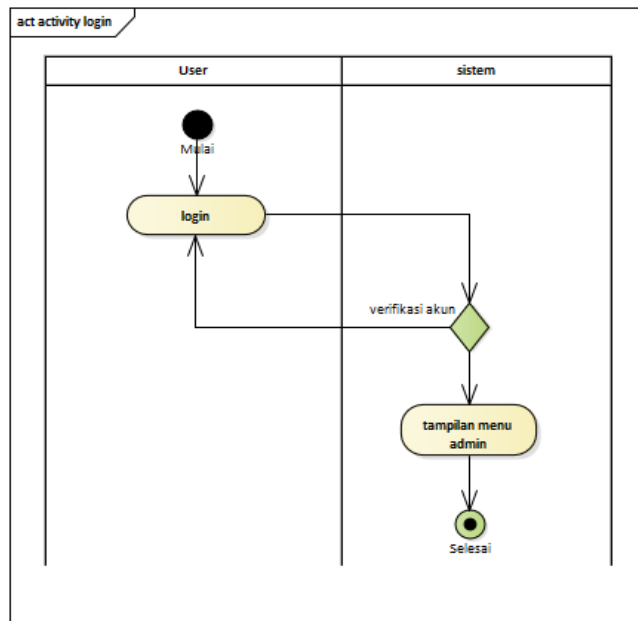 act activity login
User
sistem
Mulai
login
verifikasi akun
tampilan menu
admin
Selesai